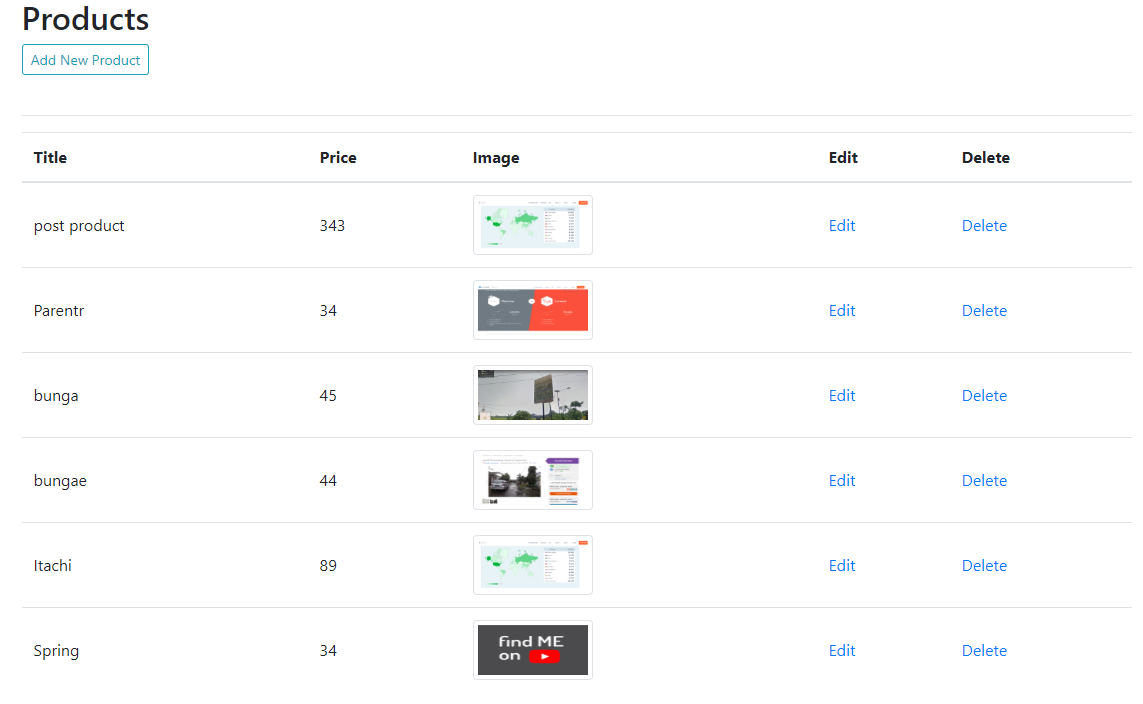 Products
Add New Product
Title Price Image Edit Delete
post product 343 Edit Delete
Parentr 34 Edit Delete
bunga 45 Edit Delete
bungae 44 Edit Delete
Itachi 89 Edit Delete
Spring 34 find ME on Edit Delete